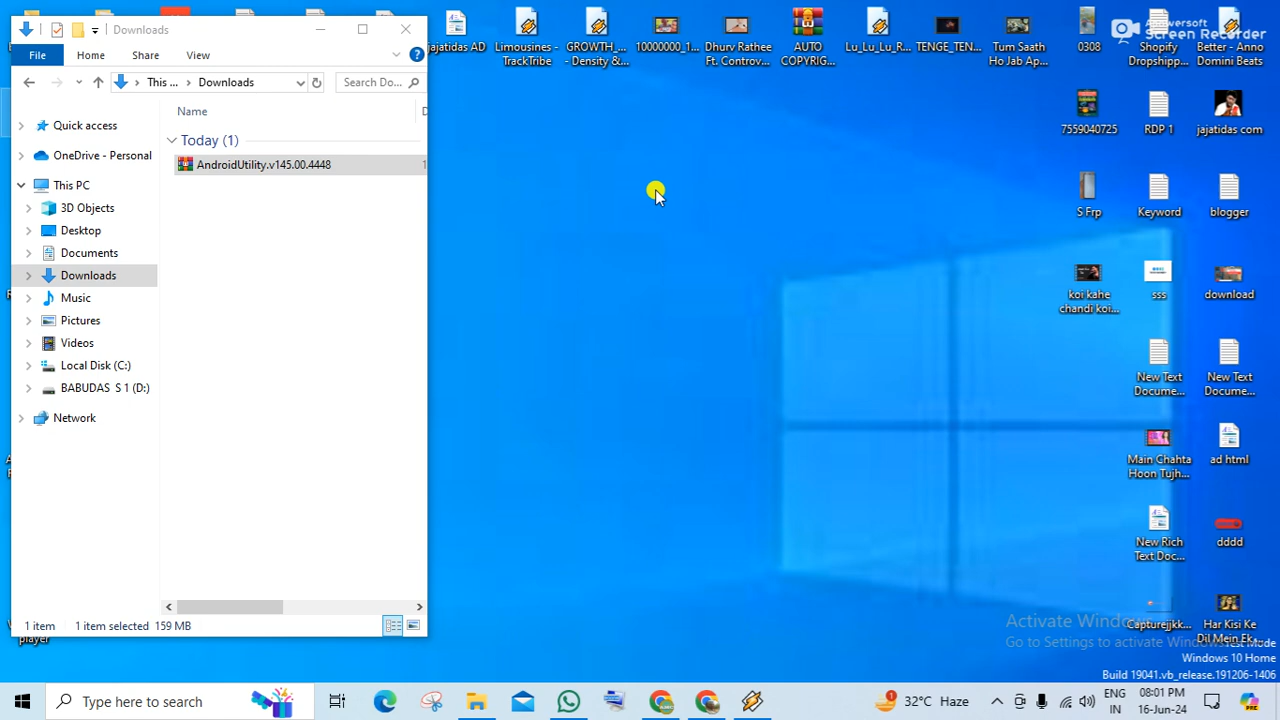 Downloads
File
Home
Share
View
This ...
Downloads
Search Do...
Name
Today (1)
AndroidUtility.v145.00.4448
Quick access
OneDrive - Personal
This PC
3D Objects
Desktop
Documents
Downloads
Music
Pictures
Videos
Local Disk (C:)
BABUDAS S 1 (D:)
Network
1 item
1 item selected 159 MB
player
jajatidas AD
Limousines -
TrackTribe
GROWTH_...
- Density &...
10000000_1...
Dhurv Rathee
Ft. Controv...
AUTO
COPYRIG...
Lu_Lu_Lu_R...
TENGE_TEN...
Tum Saath
Ho Jab Ap...
0308
Shopify
Dropshipp...
Better - Anno
Domini Beats
Screen Recorder
7559040725
RDP 1
jajatidas com
S Frp
Keyword
blogger
koi kahe
chandi koi...
sss
download
New Text
Docume...
New Text
Docume...
Main Chahta
Hoon Tujh...
ad html
New Rich
Text Doc...
dddd
Capturejjkk...
Har Kisi Ke
Dil Mein Ek...
Activate Windows
Go to Settings to activate Windows.
Test Mode
Windows 10 Home
Build 19041.vb_release.191206-1406
Type here to search
32°C Haze
ENG
IN
08:01 PM
16-Jun-24